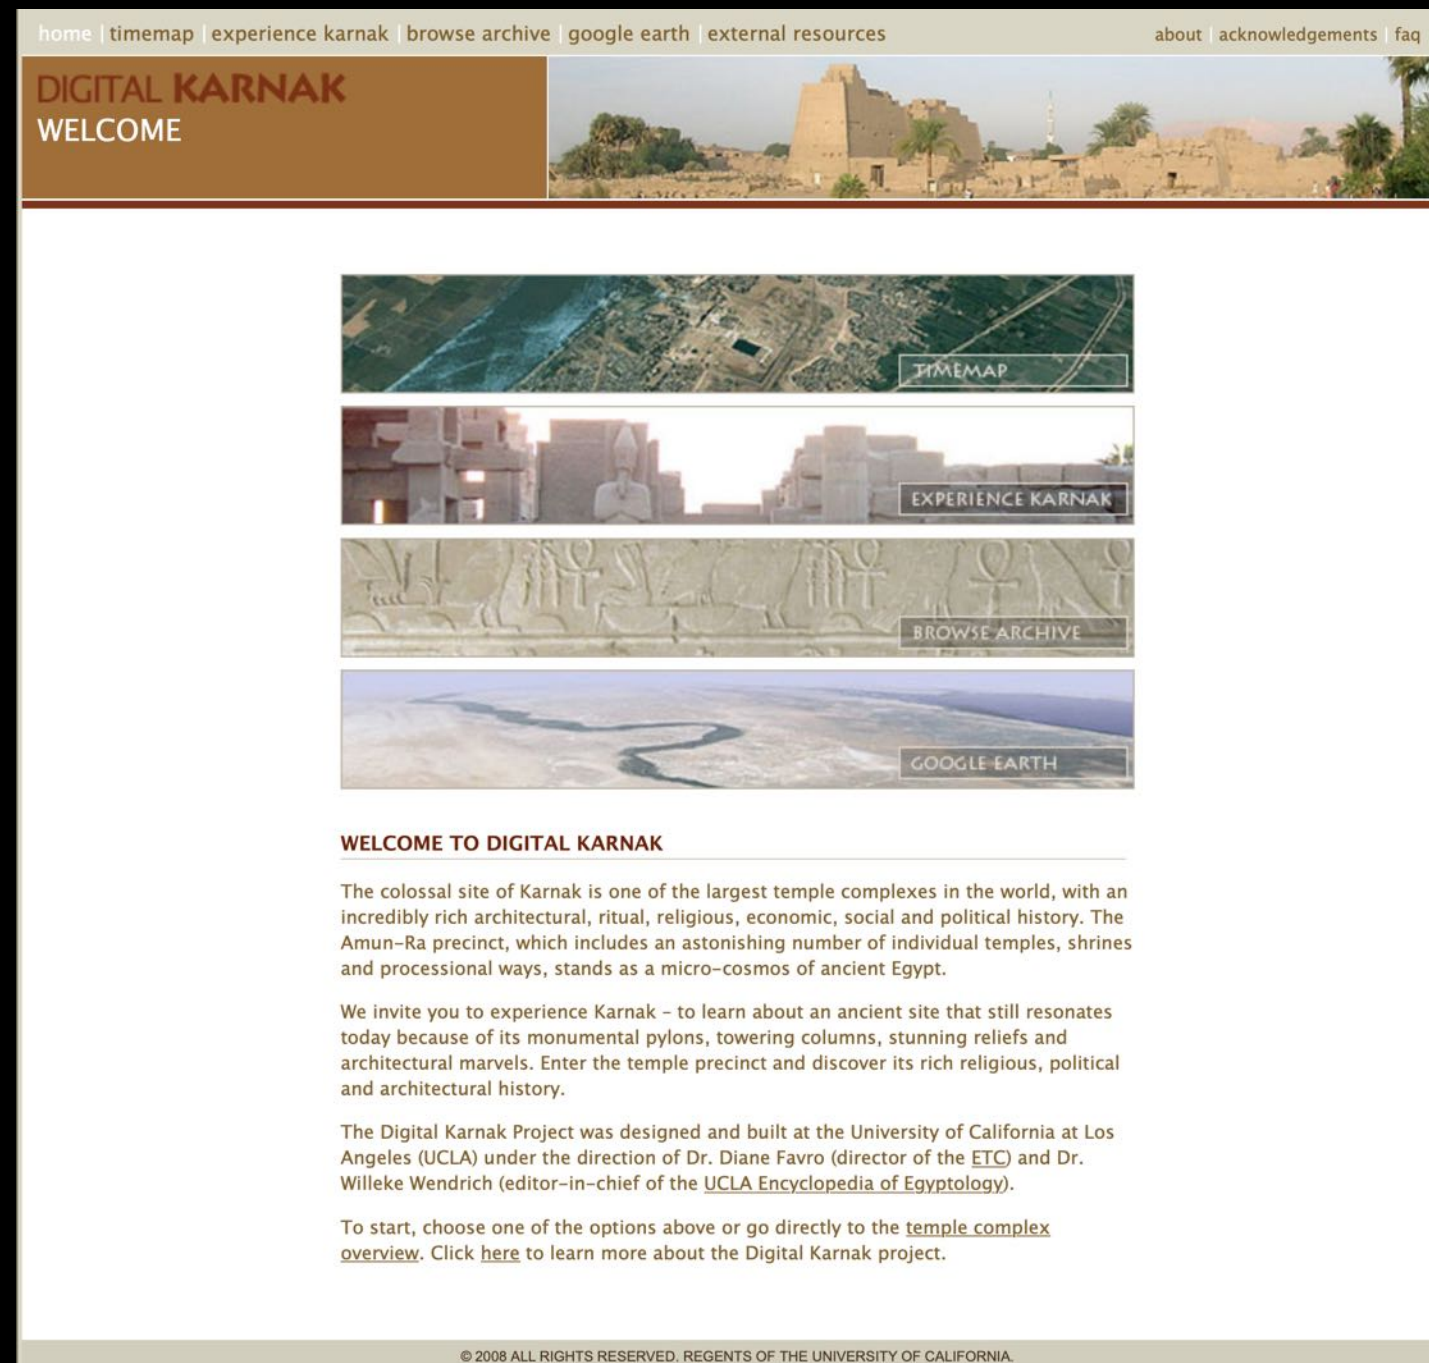 home | timemap | experience karnak | browse archive | google earth | external resources
about | acknowledgements | faq
DIGITAL KARNAK
WELCOME
TIMEMAP
EXPERIENCE KARNAK
BROWSE ARCHIVE
GOOGLE EARTH
WELCOME TO DIGITAL KARNAK
The colossal site of Karnak is one of the largest temple complexes in the world, with an
incredibly rich architectural, ritual, religious, economic, social and political history. The
Amun-Ra precinct, which includes an astonishing number of individual temples, shrines
and processional ways, stands as a micro-cosmos of ancient Egypt.
We invite you to experience Karnak – to learn about an ancient site that still resonates
today because of its monumental pylons, towering columns, stunning reliefs and
architectural marvels. Enter the temple precinct and discover its rich religious, political
and architectural history.
The Digital Karnak Project was designed and built at the University of California at Los
Angeles (UCLA) under the direction of Dr. Diane Favro (director of the ETC) and Dr.
Willeke Wendrich (editor-in-chief of the UCLA Encyclopedia of Egyptology).
To start, choose one of the options above or go directly to the temple complex
overview. Click here to learn more about the Digital Karnak project.
© 2008 ALL RIGHTS RESERVED. REGENTS OF THE UNIVERSITY OF CALIFORNIA.